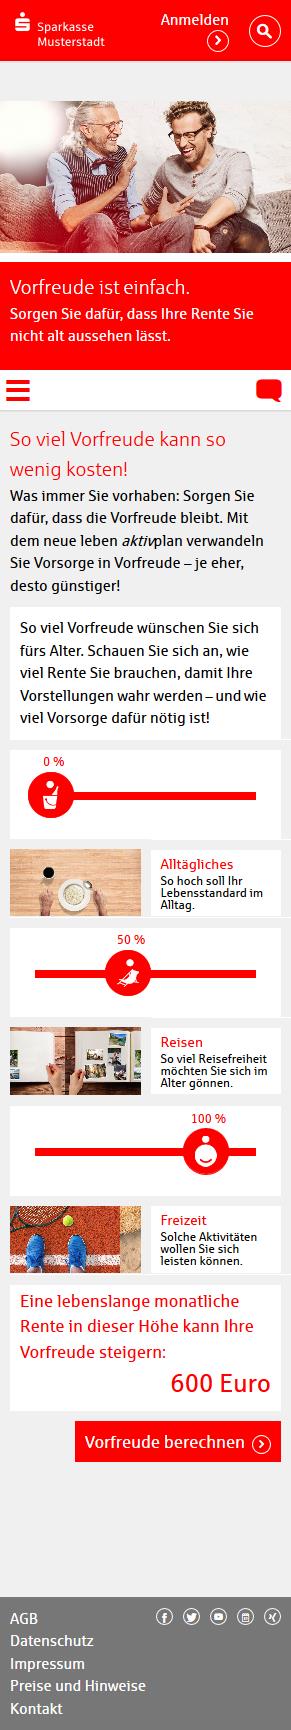 Sparkasse
Musterstadt
Anmelden
Vorfreude ist einfach.
Sorgen Sie dafür, dass Ihre Rente Sie
nicht alt aussehen lässt.
So viel Vorfreude kann so
wenig kosten!
Was immer Sie vorhaben: Sorgen Sie
dafür, dass die Vorfreude bleibt. Mit
dem neue leben aktivplan verwandeln
Sie Vorsorge in Vorfreude – je eher,
desto günstiger!
So viel Vorfreude wünschen Sie sich
fürs Alter. Schauen Sie sich an, wie
viel Rente Sie brauchen, damit Ihre
Vorstellungen wahr werden – und wie
viel Vorsorge dafür nötig ist!
0 %
Alltägliches
So hoch soll Ihr
Lebensstandard im
Alltag.
50 %
Reisen
So viel Reisefreiheit
möchten Sie sich im
Alter gönnen.
100 %
Freizeit
Solche Aktivitäten
wollen Sie sich
leisten können.
Eine lebenslange monatliche
Rente in dieser Höhe kann Ihre
Vorfreude steigern:
600 Euro
Vorfreude berechnen
AGB
Datenschutz
Impressum
Preise und Hinweise
Kontakt